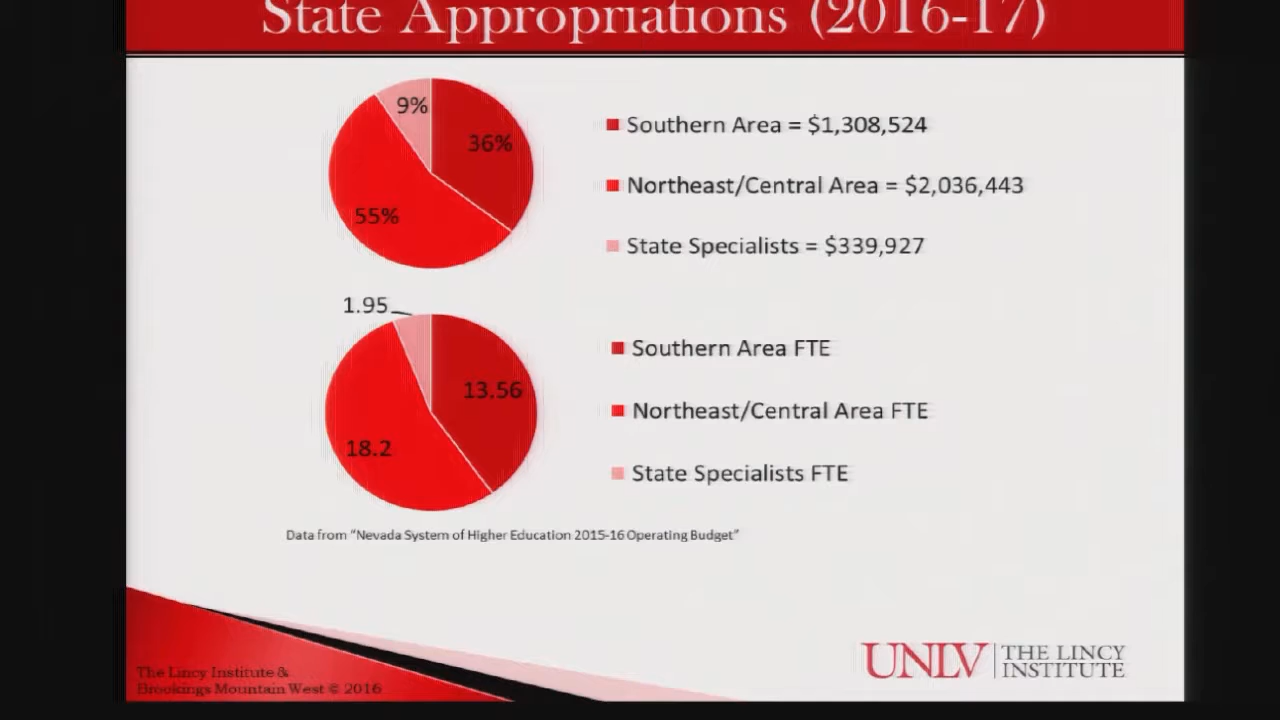 State Appropriations (2016-17)
9%
36%
55%
Southern Area = $1,308,524
Northeast/Central Area = $2,036,443
State Specialists = $339,927
1.95
13.56
18.2
Southern Area FTE
Northeast/Central Area FTE
State Specialists FTE
Data from "Nevada System of Higher Education 2015-16 Operating Budget"
The Lincy Institute &
Brookings Mountain West © 2016
UNLV THE LINCY
INSTITUTE